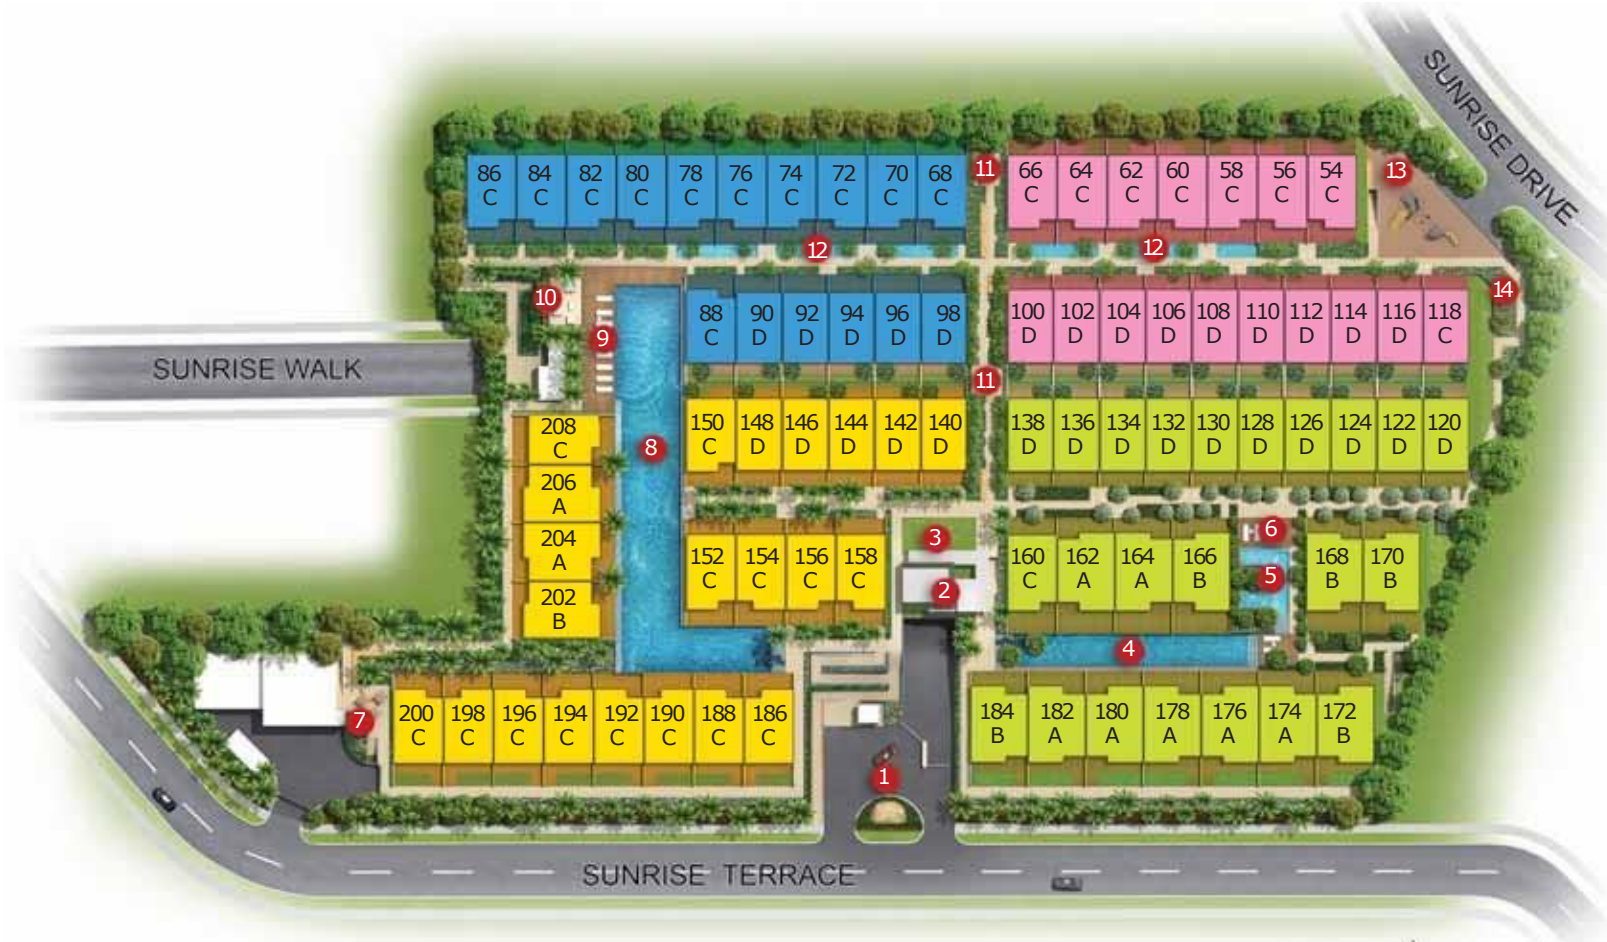 SUNRISE DRIVE
86 84 82 80 78 76 74 72 70 68 11 66 64 62 60 58 56 54 13
C C C C C C C C C C C C C C C C C
12 12
10 14
88 90 92 94 96 98 100 102 104 106 108 110 112 114 116 118
C D D D D D D D D D D D D D D C
9
SUNRISE WALK
11
208 150 148 146 144 142 140 138 136 134 132 130 128 126 124 122 120
C C D D D D D D D D D D D D D D D
8
206
A
204 3 6
A
152 154 156 158 160 162 164 166 168 170
C C C C C A A B B B
5
202 2
B
4
200 198 196 194 192 190 188 186 184 182 180 178 176 174 172
C C C C C C C C B A A A A A B
7
1
SUNRISE TERRACE